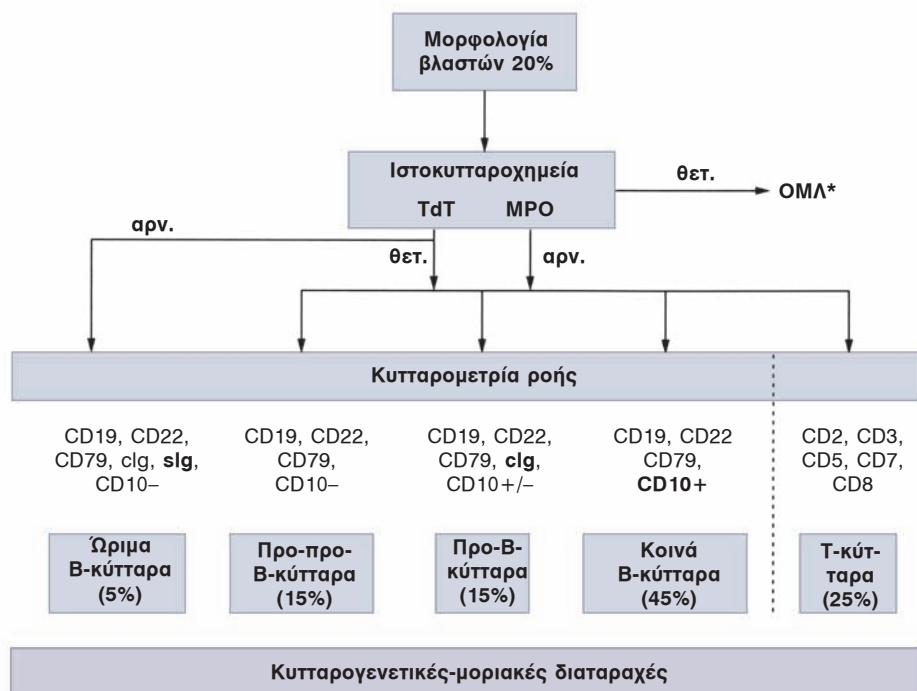 Μορφολογία
βλαστών 20%
Ιστοκυτταροχημεία
TdT MPO
θετ.
ΟΜΛ*
αρν.
θετ.
αρν.
Κυτταρομετρία ροής
CD19, CD22,
CD79, cIg, sIg,
CD10−
CD19, CD22,
CD79,
CD10−
CD19, CD22,
CD79, cIg,
CD10+/−
CD19, CD22
CD79,
CD10+
CD2, CD3,
CD5, CD7,
CD8
Ώριμα
Β-κύτταρα
(5%)
Προ-προ-
Β-κύτταρα
(15%)
Προ-Β-
κύτταρα
(15%)
Κοινά
Β-κύτταρα
(45%)
Τ-κύτ-
ταρα
(25%)
Κυτταρογενετικές-μοριακές διαταραχές